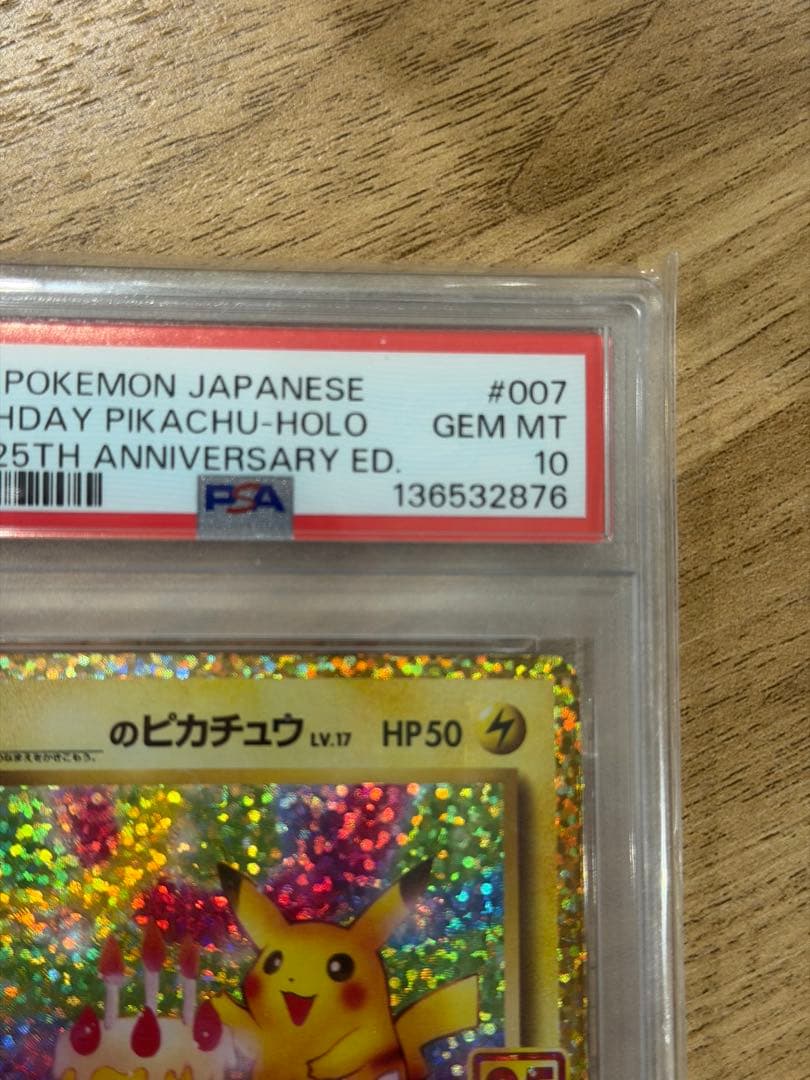 POKEMON JAPANESE #007
HDAY PIKACHU-HOLO GEM MT
25TH ANNIVERSARY ED. 10
PSA 136532876
のピカチュウ LV.17 HP50